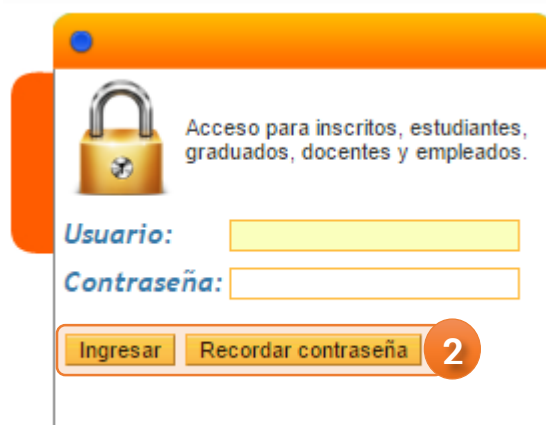 Acceso para inscritos, estudiantes,
graduados, docentes y empleados.
Usuario:
Contraseña:
Ingresar Recordar contraseña 2